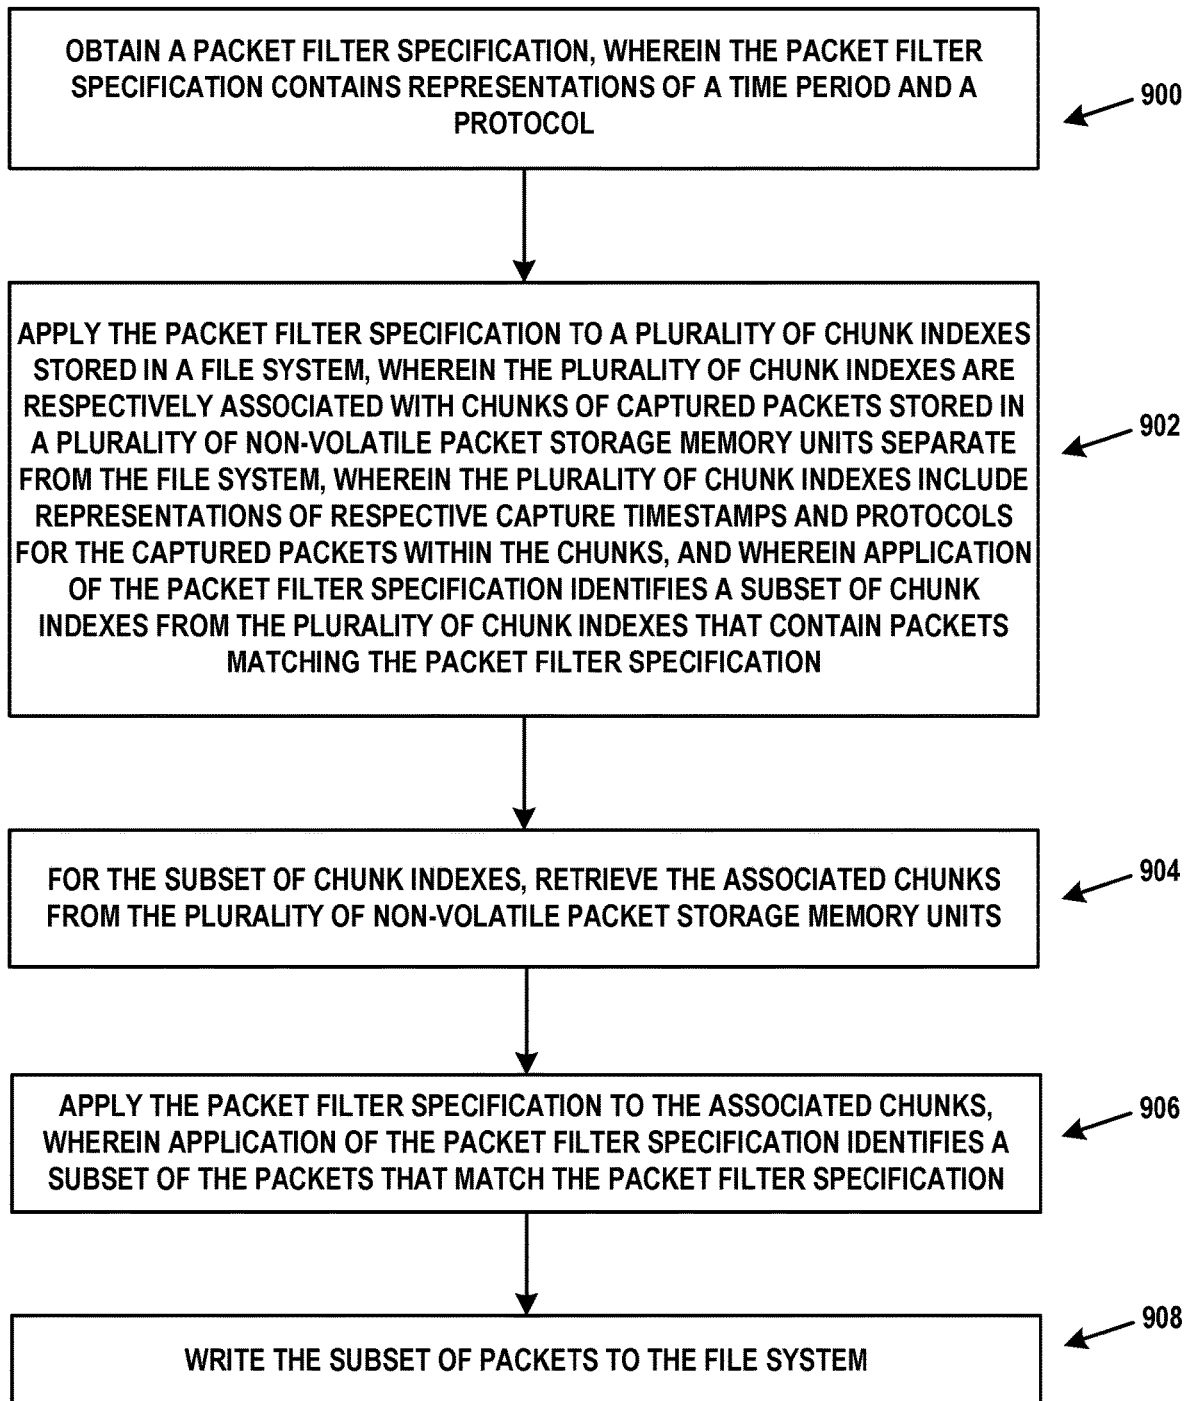 OBTAIN A PACKET FILTER SPECIFICATION, WHEREIN THE PACKET FILTER
SPECIFICATION CONTAINS REPRESENTATIONS OF A TIME PERIOD AND A
PROTOCOL
900
APPLY THE PACKET FILTER SPECIFICATION TO A PLURALITY OF CHUNK INDEXES
STORED IN A FILE SYSTEM, WHEREIN THE PLURALITY OF CHUNK INDEXES ARE
RESPECTIVELY ASSOCIATED WITH CHUNKS OF CAPTURED PACKETS STORED IN
A PLURALITY OF NON-VOLATILE PACKET STORAGE MEMORY UNITS SEPARATE
FROM THE FILE SYSTEM, WHEREIN THE PLURALITY OF CHUNK INDEXES INCLUDE
REPRESENTATIONS OF RESPECTIVE CAPTURE TIMESTAMPS AND PROTOCOLS
FOR THE CAPTURED PACKETS WITHIN THE CHUNKS, AND WHEREIN APPLICATION
OF THE PACKET FILTER SPECIFICATION IDENTIFIES A SUBSET OF CHUNK
INDEXES FROM THE PLURALITY OF CHUNK INDEXES THAT CONTAIN PACKETS
MATCHING THE PACKET FILTER SPECIFICATION
902
FOR THE SUBSET OF CHUNK INDEXES, RETRIEVE THE ASSOCIATED CHUNKS
FROM THE PLURALITY OF NON-VOLATILE PACKET STORAGE MEMORY UNITS
904
APPLY THE PACKET FILTER SPECIFICATION TO THE ASSOCIATED CHUNKS,
WHEREIN APPLICATION OF THE PACKET FILTER SPECIFICATION IDENTIFIES A
SUBSET OF THE PACKETS THAT MATCH THE PACKET FILTER SPECIFICATION
906
WRITE THE SUBSET OF PACKETS TO THE FILE SYSTEM
908